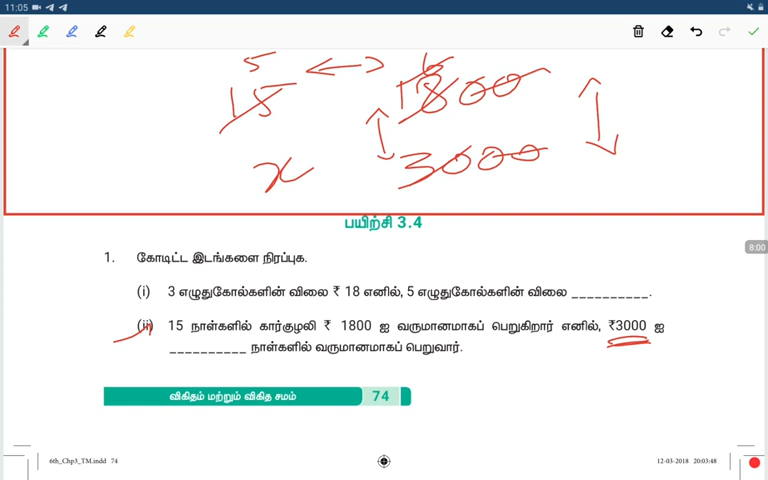 11:05
5 6
15 ↔ 1800
x 3000
பயிற்சி 3.4
1. கோடிட்ட இடங்களை நிரப்புக.
(i) 3 எழுதுகோல்களின் விலை ₹ 18 எனில், 5 எழுதுகோல்களின் விலை __________.
(ii) 15 நாள்களில் கார்குழலி ₹ 1800 ஐ வருமானமாகப் பெறுகிறார் எனில், ₹3000 ஐ
__________ நாள்களில் வருமானமாகப் பெறுவார்.
விகிதம் மற்றும் விகித சமம் 74
6th_Chp3_TM.indd 74 12-03-2018 20:03:48
8:00